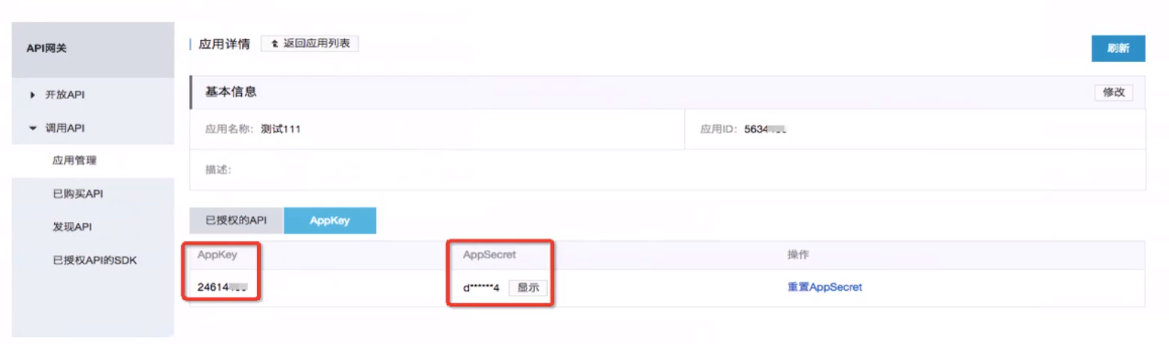 API网关
开放API
调用API
应用管理
已购买API
发现API
已授权API的SDK
应用详情 返回应用列表
刷新
基本信息
修改
应用名称: 测试111
应用ID: 5634
描述:
已授权的API AppKey
AppKey AppSecret 操作
24614 d******4 显示 重置AppSecret